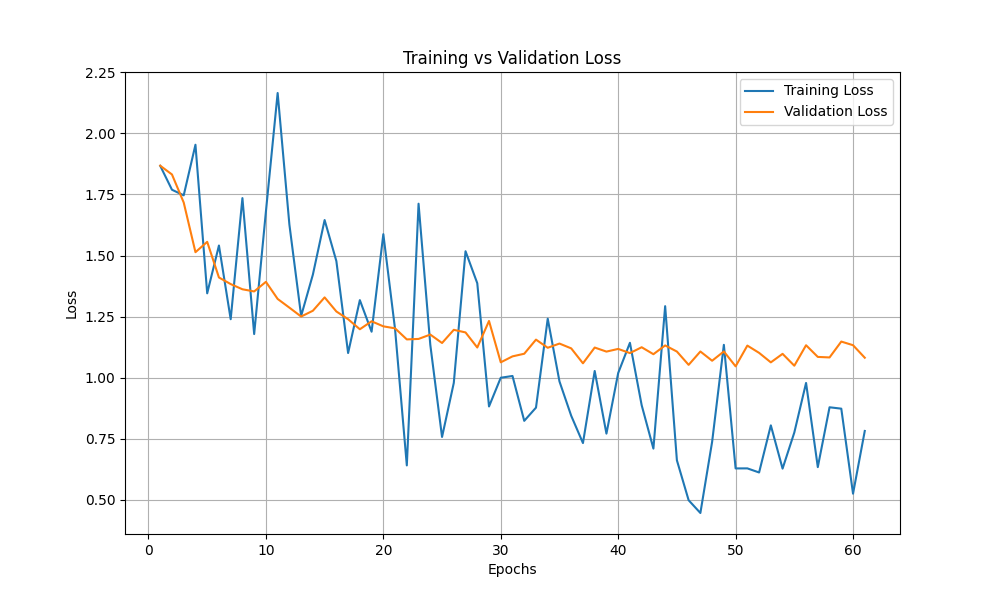 Training vs Validation Loss
Training Loss
Validation Loss
Loss
2.25
2.00
1.75
1.50
1.25
1.00
0.75
0.50
0 10 20 30 40 50 60
Epochs